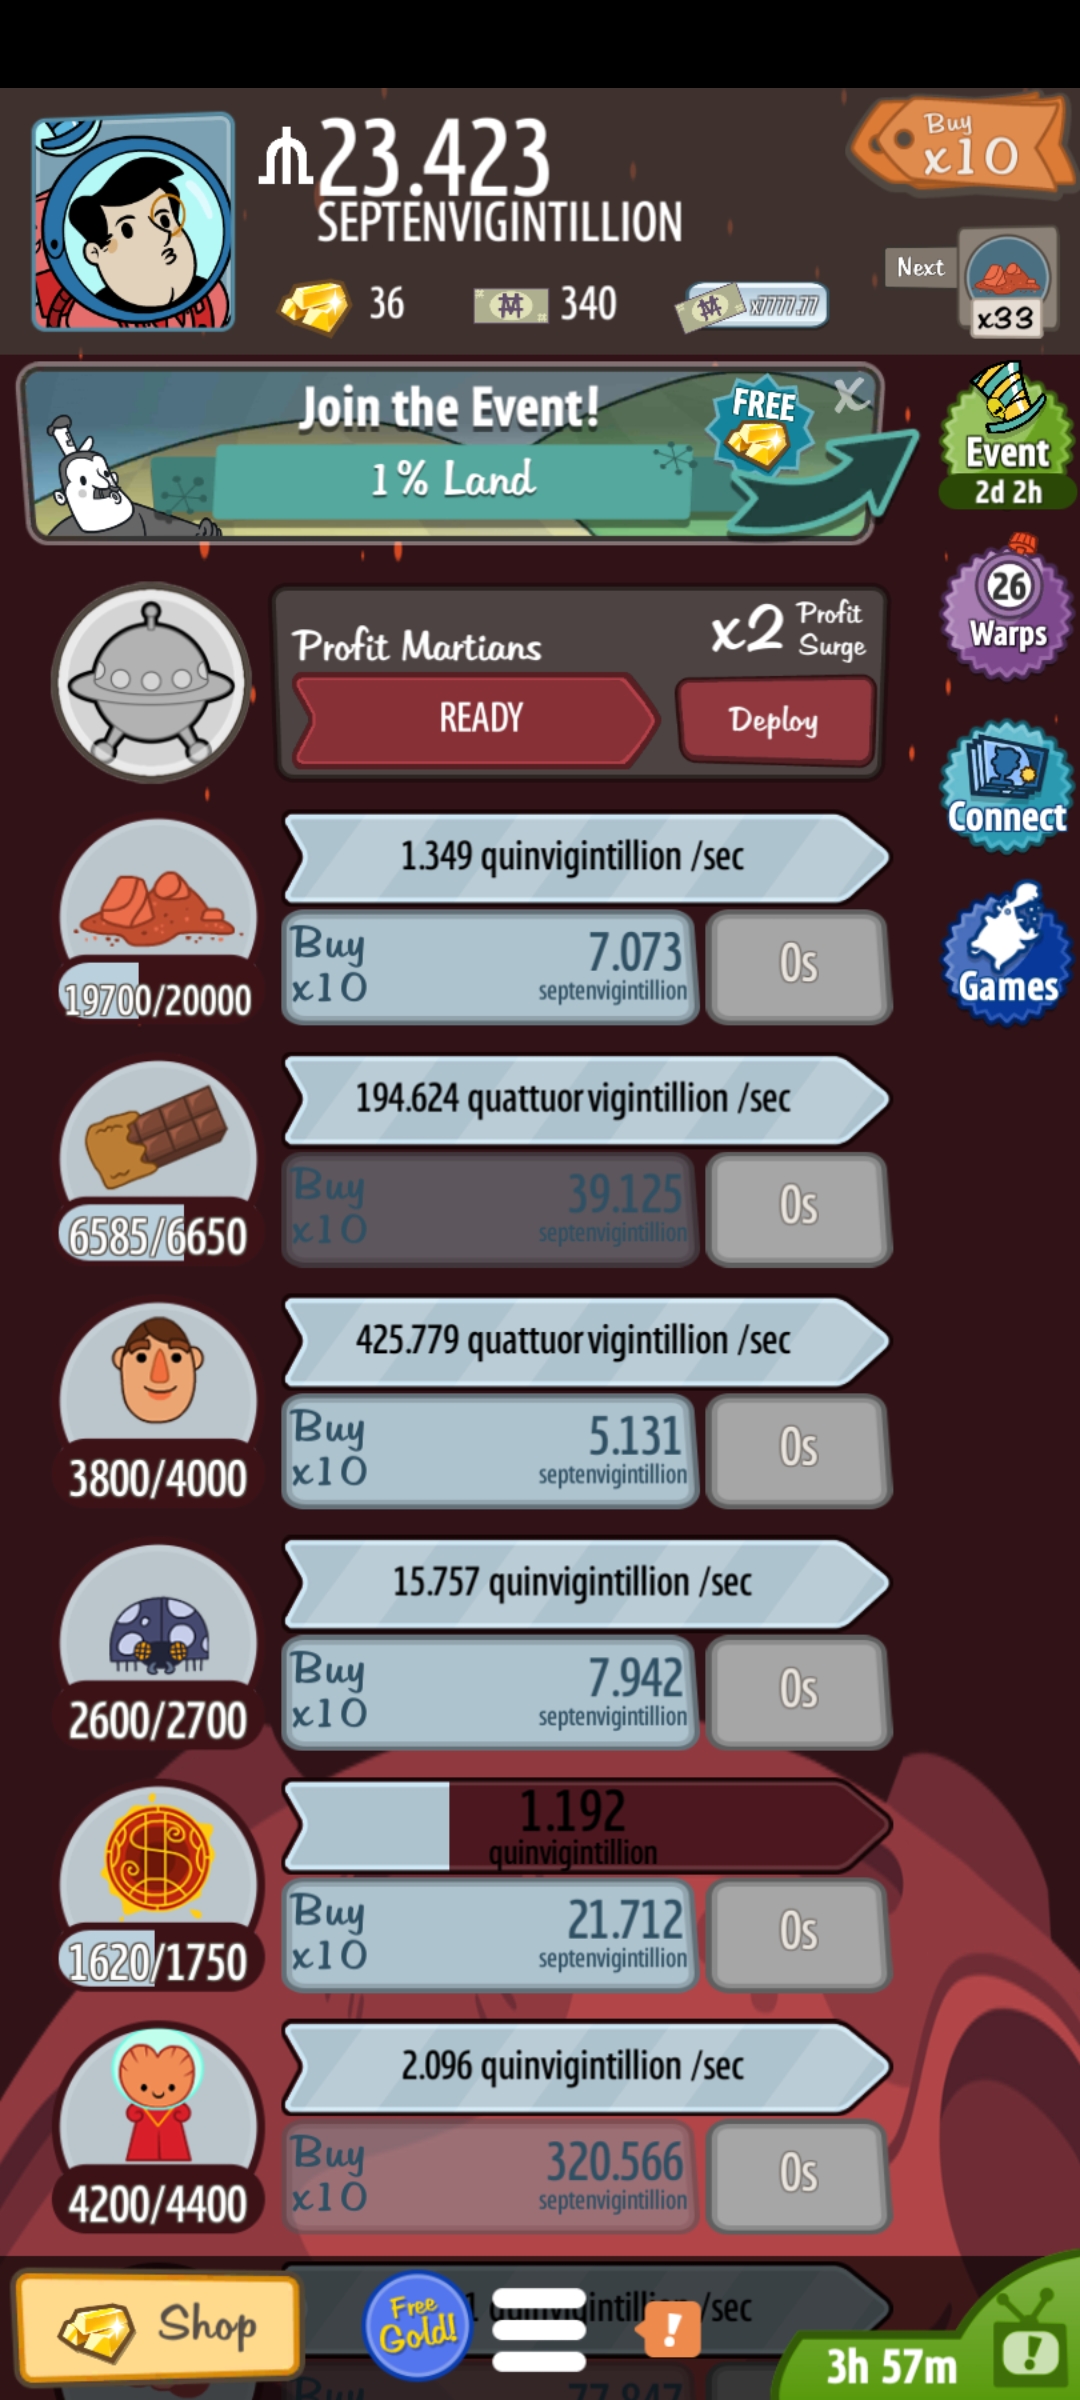 23.423
SEPTENVIGINTILLION
Buy
x10
36
340
x7777.77
Next
x33
Join the Event!
1% Land
FREE
Event
2d 2h
Profit Martians
x2 Profit Surge
READY
Deploy
26
Warps
Connect
Games
1.349 quinvigintillion /sec
Buy x10
7.073
septenvigintillion
0s
19700/20000
194.624 quattuorvigintillion /sec
Buy x10
39.125
septenvigintillion
0s
6585/6650
425.779 quattuorvigintillion /sec
Buy x10
5.131
septenvigintillion
0s
3800/4000
15.757 quinvigintillion /sec
Buy x10
7.942
septenvigintillion
0s
2600/2700
1.192
quinvigintillion
Buy x10
21.712
septenvigintillion
0s
1620/1750
2.096 quinvigintillion /sec
Buy x10
320.566
septenvigintillion
0s
4200/4400
Shop
Free Gold!
/sec
!
3h 57m
!
Buy
77.847